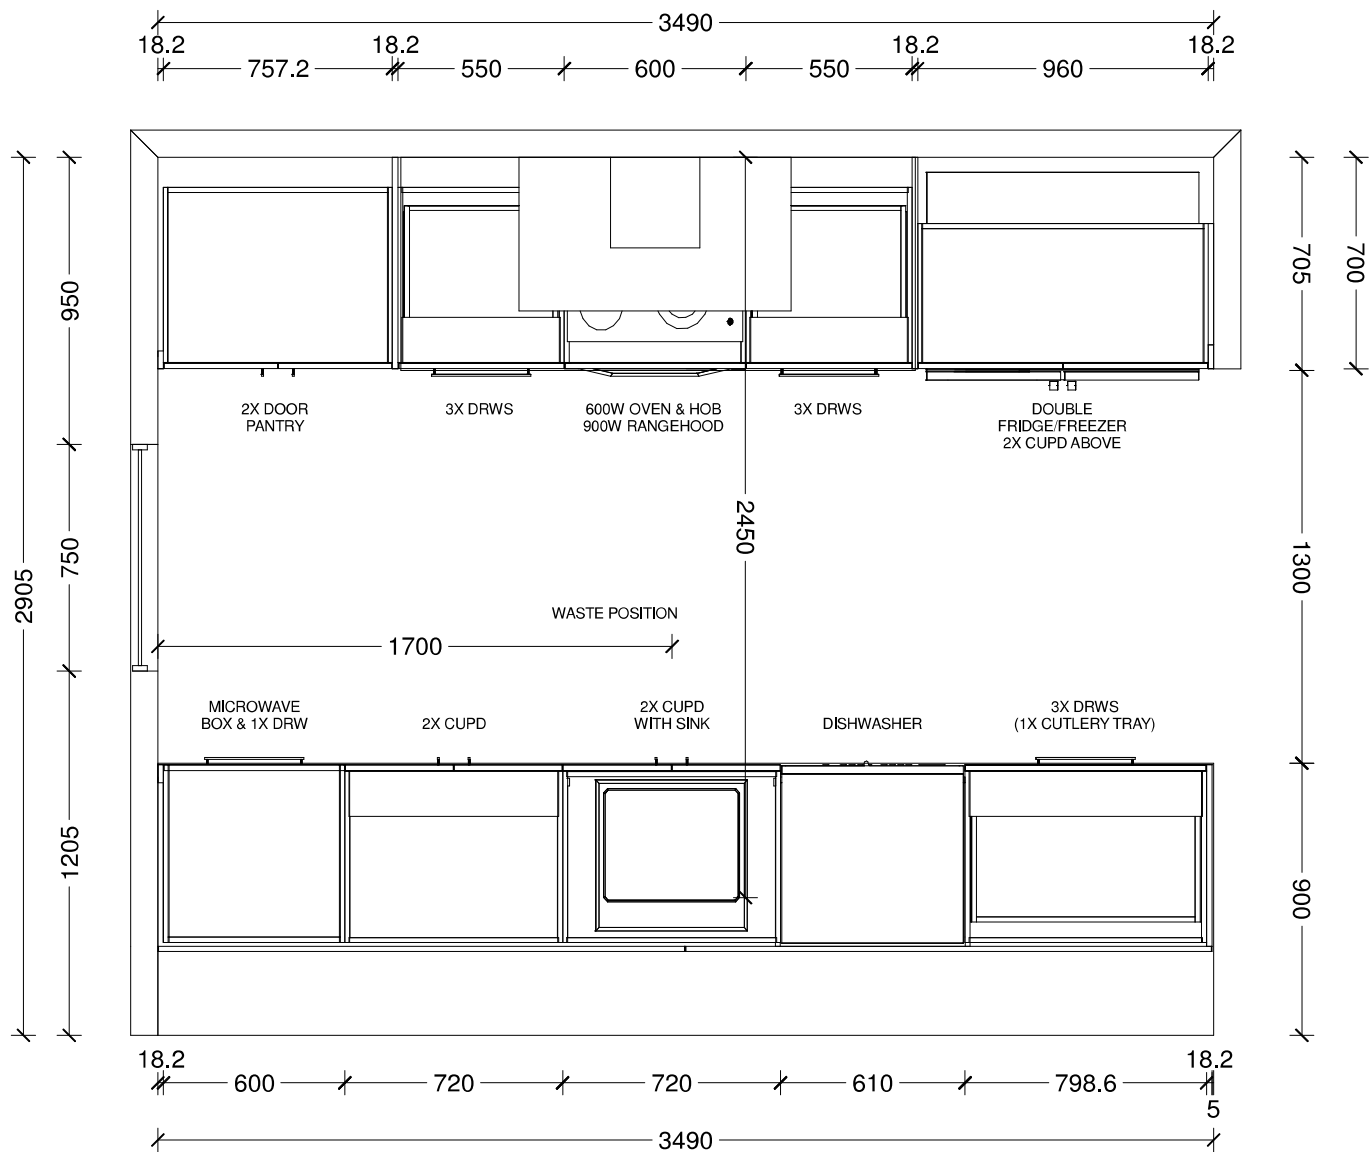 3490
18.2 18.2 18.2 18.2
757.2 550 600 550 960
2905
950
750
1205
705
700
1300
900
2X DOOR
PANTRY
3X DRWS
600W OVEN & HOB
900W RANGEHOOD
3X DRWS
DOUBLE
FRIDGE/FREEZER
2X CUPD ABOVE
2450
WASTE POSITION
1700
MICROWAVE
BOX & 1X DRW
2X CUPD
2X CUPD
WITH SINK
DISHWASHER
3X DRWS
(1X CUTLERY TRAY)
18.2 18.2
600 720 720 610 798.6
5
3490